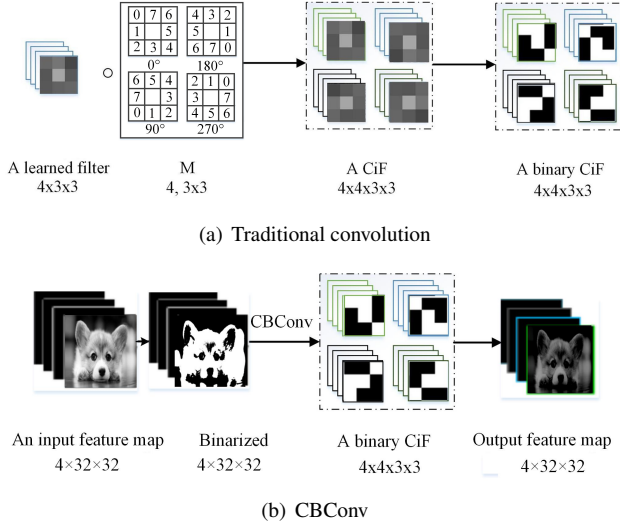 0 7 6 4 3 2
1 5 5 1
2 3 4 6 7 0
0° 180°
6 5 4 2 1 0
7 3 3 7
0 1 2 4 5 6
90° 270°
A learned filter M A CiF A binary CiF
4x3x3 4, 3x3 4x4x3x3 4x4x3x3
(a) Traditional convolution
CBConv
An input feature map Binarized A binary CiF Output feature map
4×32×32 4×32×32 4x4x3x3 4×32×32
(b) CBConv